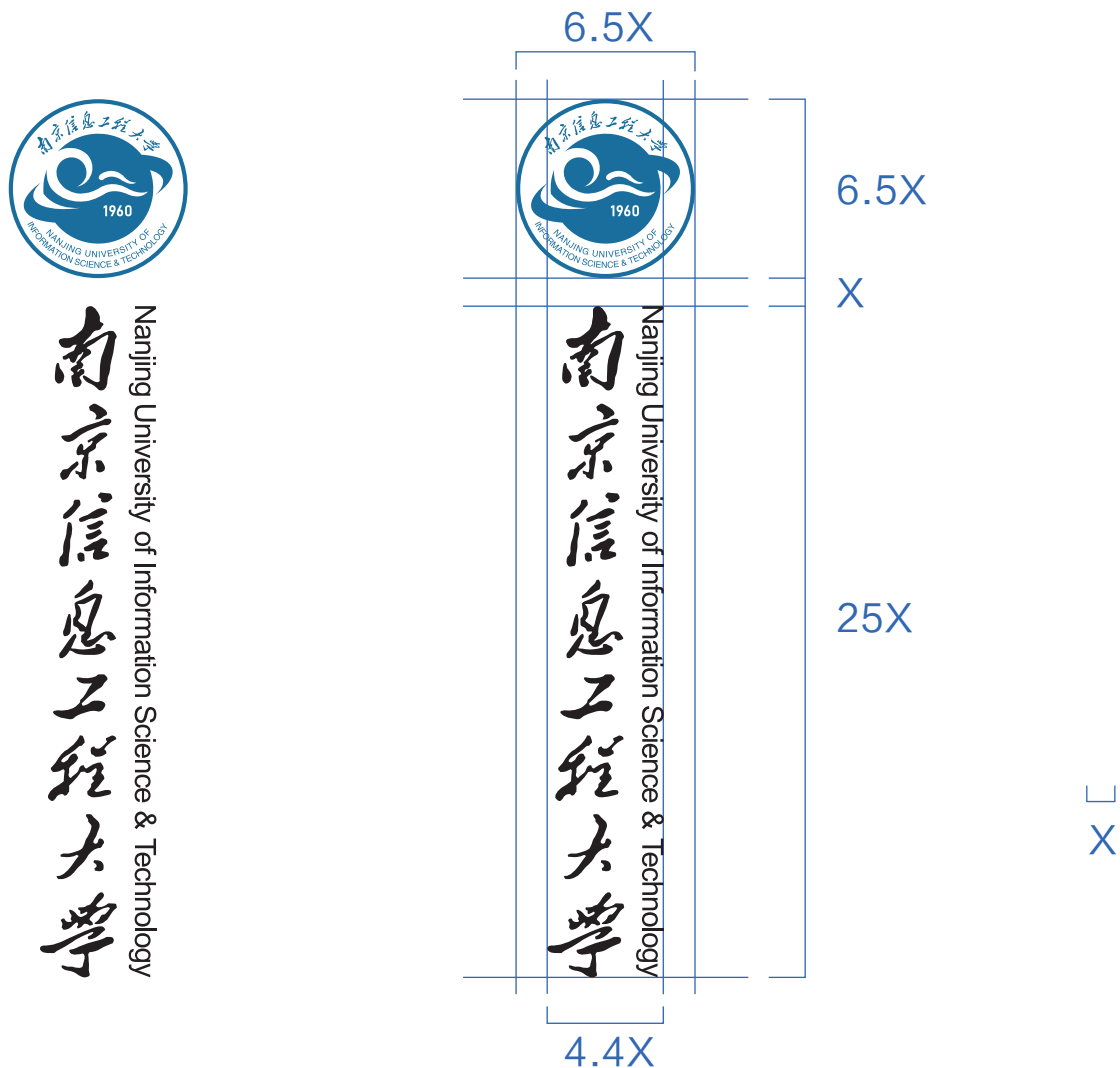 6.5X
南京信息工程大学
1960
NANJING UNIVERSITY OF
INFORMATION SCIENCE & TECHNOLOGY
南京信息工程大學
Nanjing University of Information Science & Technology
南京信息工程大学
1960
NANJING UNIVERSITY OF
INFORMATION SCIENCE & TECHNOLOGY
南京信息工程大學
Nanjing University of Information Science & Technology
6.5X
X
25X
X
4.4X